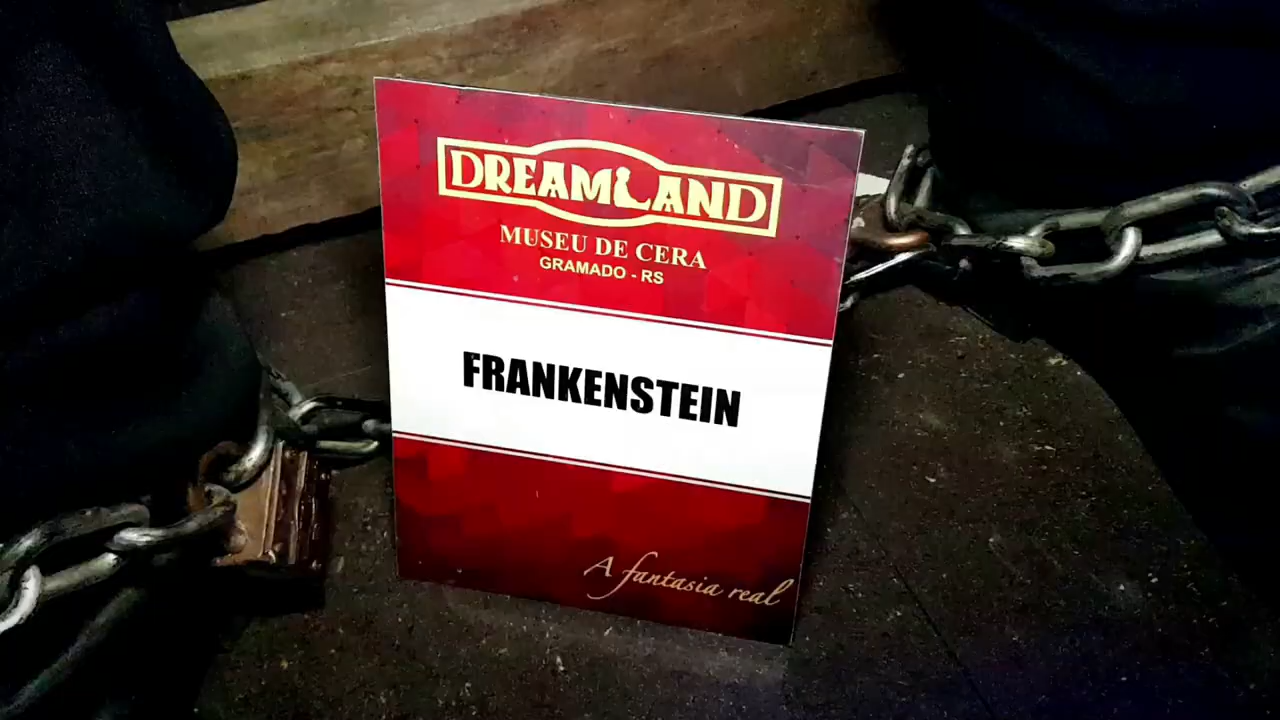 DREAMLAND
MUSEU DE CERA
GRAMADO - RS
FRANKENSTEIN
A fantasia real